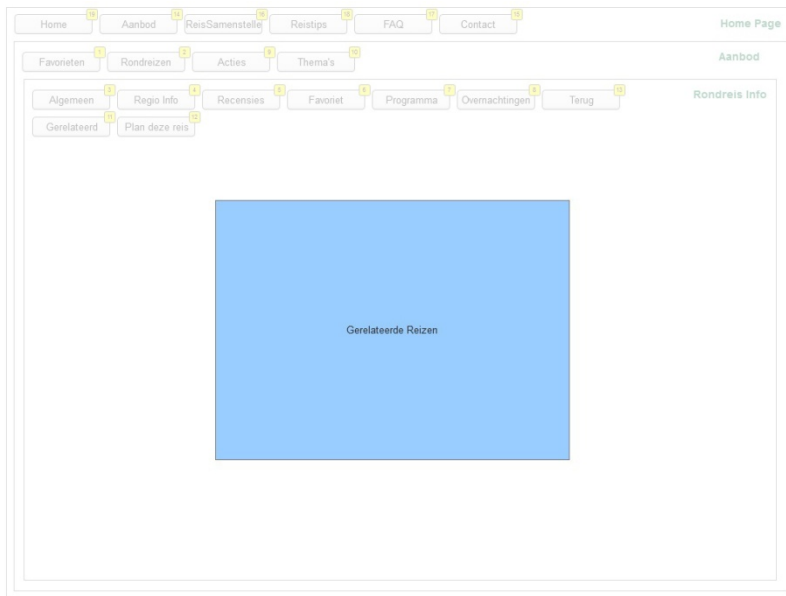 Home Aanbod ReisSamenstelle Reistips FAQ Contact Home Page
Favorieten Rondreizen Acties Thema's Aanbod
Algemeen Regio Info Recensies Favoriet Programma Overnachtingen Terug Rondreis Info
Gerelateerd Plan deze reis
Gerelateerde Reizen